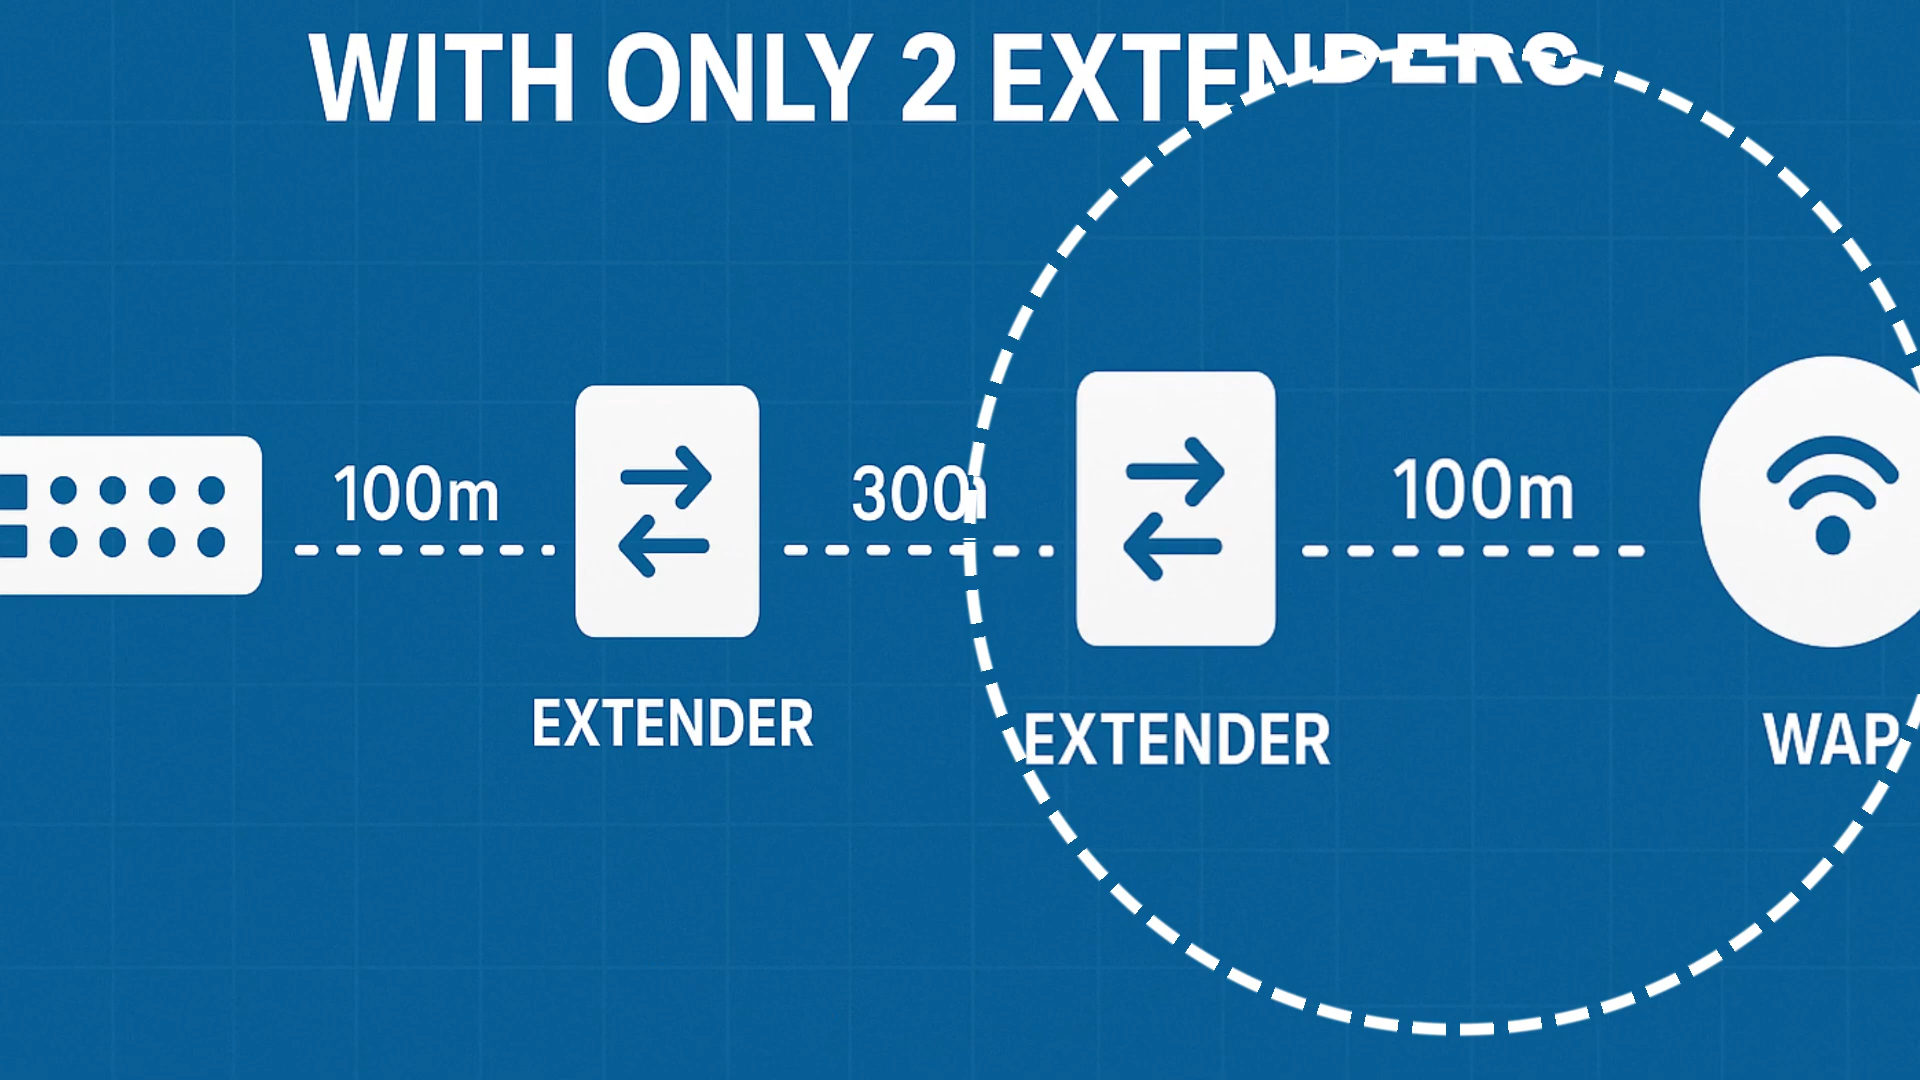 WITH ONLY 2 EXTENDERS
100m
300m
100m
EXTENDER
EXTENDER
WAP